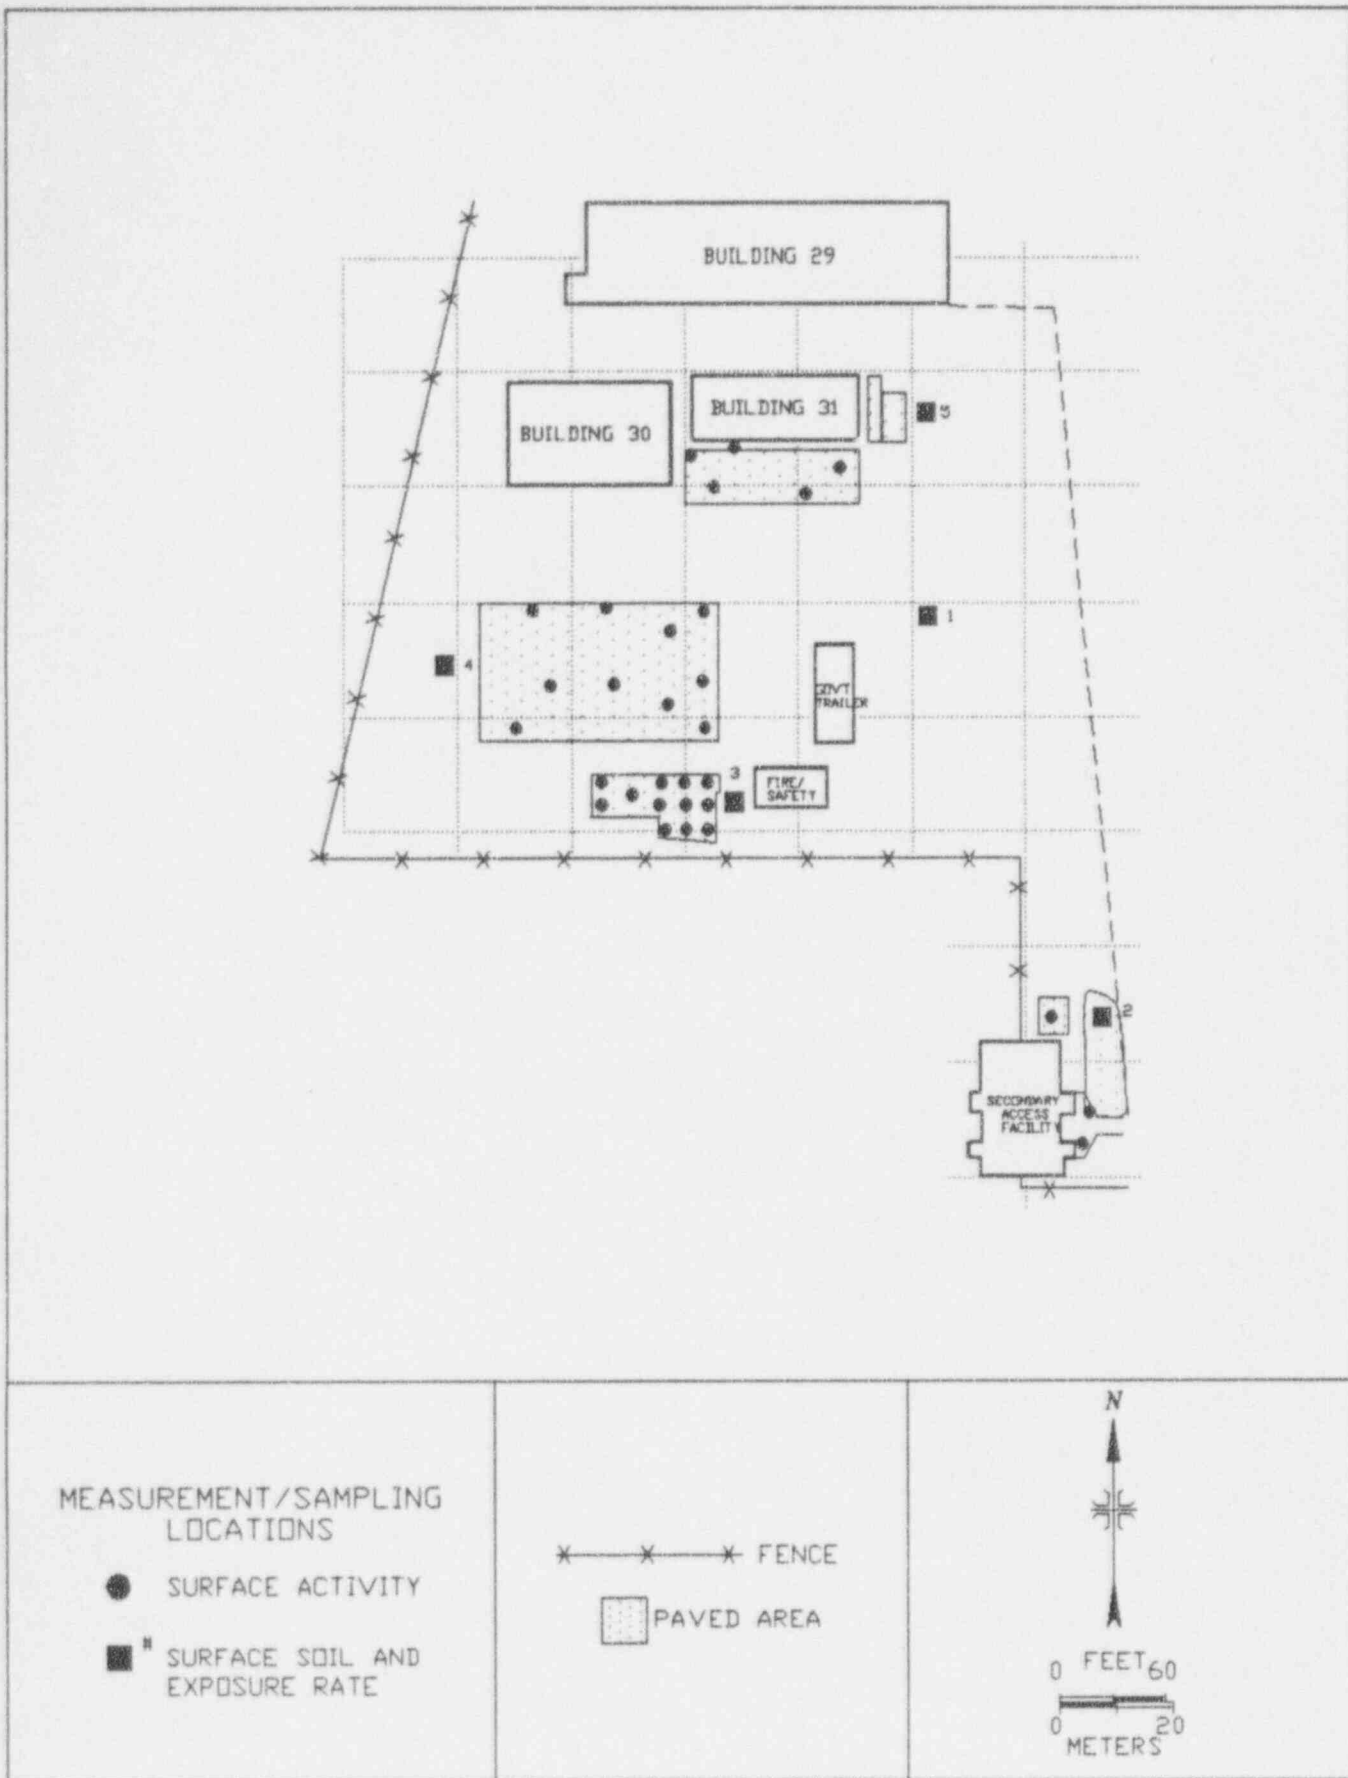 BUILDING 29
BUILDING 30
BUILDING 31
5
1
4
GOVT
TRAILER
3
FIRE/
SAFETY
2
SECONDARY
ACCESS
FACILITY
MEASUREMENT/SAMPLING
LOCATIONS
SURFACE ACTIVITY
# SURFACE SOIL AND
EXPOSURE RATE
FENCE
PAVED AREA
N
0 FEET 60
0 20
METERS